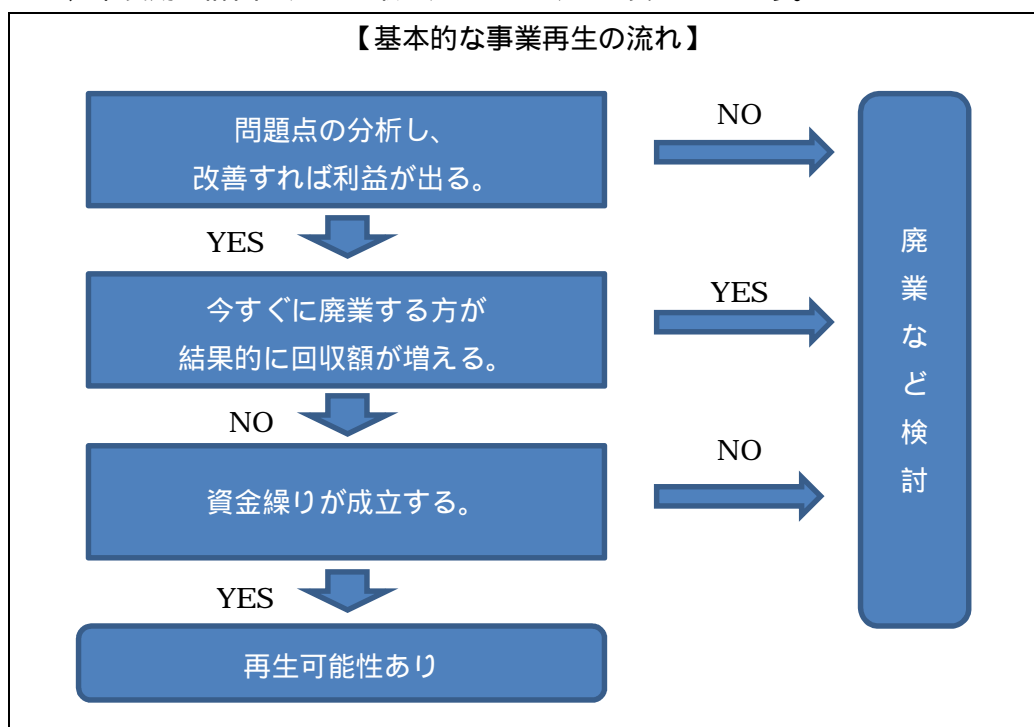 【基本的な事業再生の流れ】
問題点の分析し、
改善すれば利益が出る。
NO
YES
今すぐに廃業する方が
結果的に回収額が増える。
YES
NO
資金繰りが成立する。
NO
YES
再生可能性あり
廃業など検討